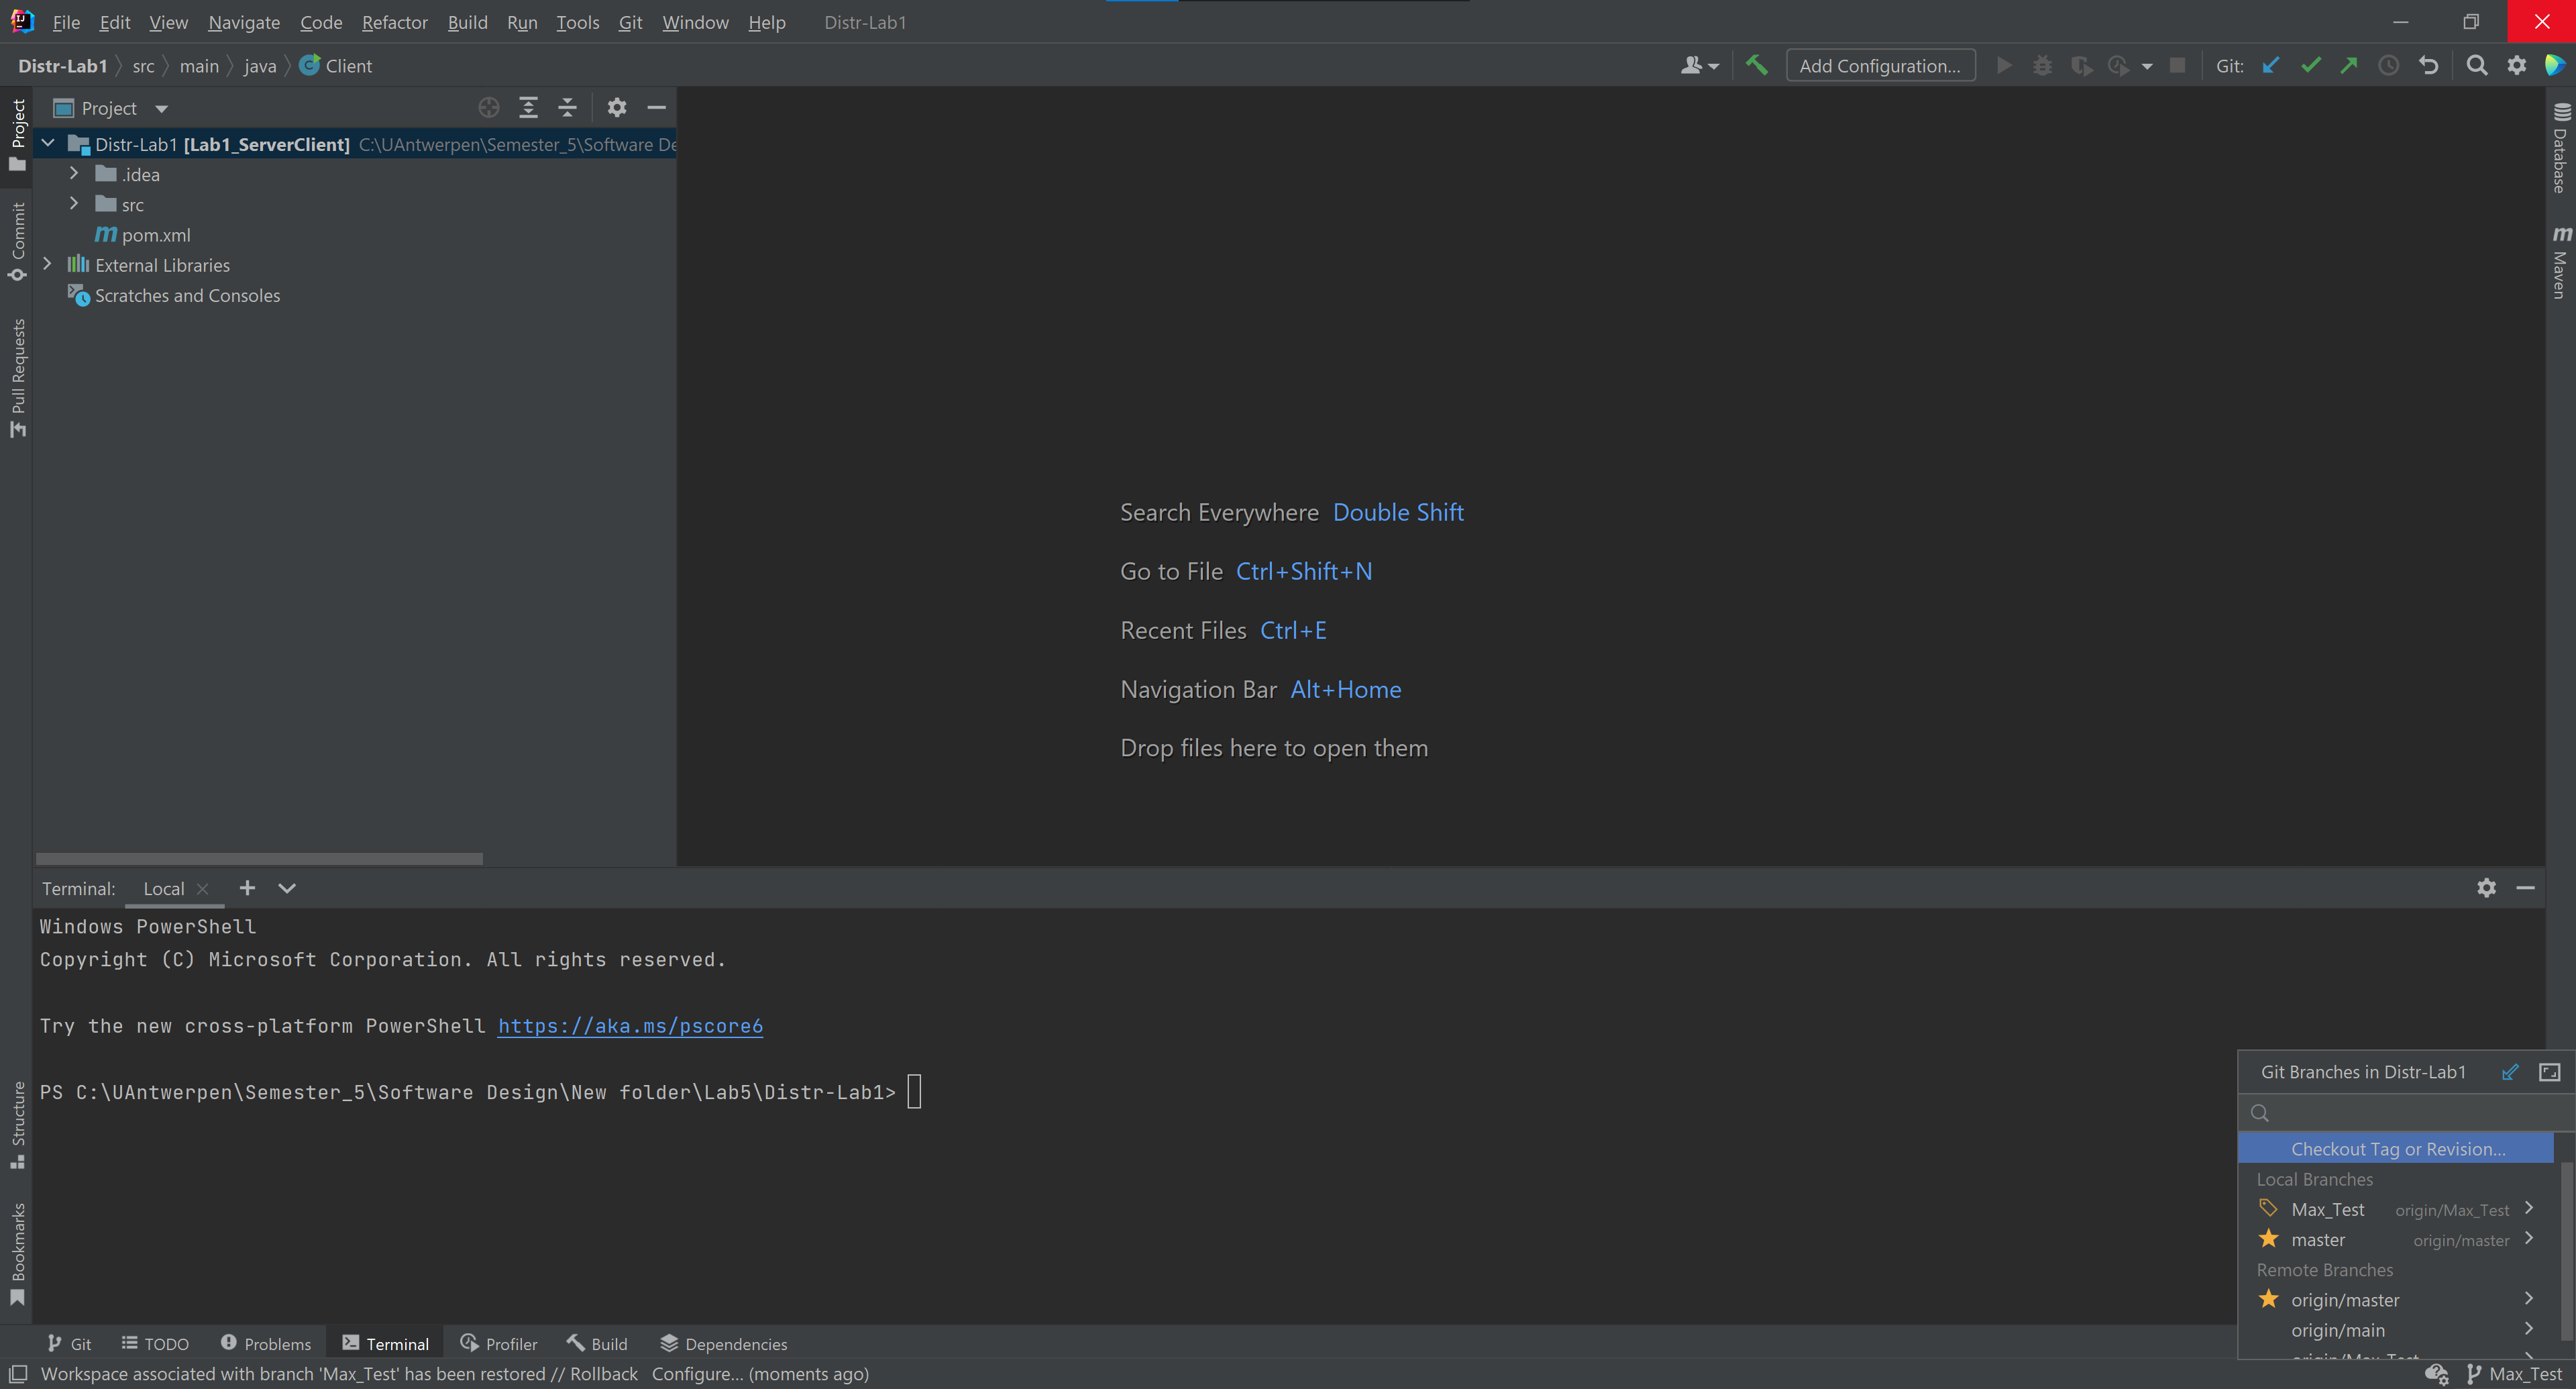 File Edit View Navigate Code Refactor Build Run Tools Git Window Help Distr-Lab1
Distr-Lab1 src main java Client Add Configuration... Git:
Project
Project
Distr-Lab1 [Lab1_ServerClient] C:\UAntwerpen\Semester_5\Software De
.idea
src
pom.xml
External Libraries
Scratches and Consoles
Commit
Pull Requests
Structure
Bookmarks
Database
Maven
Search Everywhere Double Shift
Go to File Ctrl+Shift+N
Recent Files Ctrl+E
Navigation Bar Alt+Home
Drop files here to open them
Terminal: Local
Windows PowerShell
Copyright (C) Microsoft Corporation. All rights reserved.
Try the new cross-platform PowerShell https://aka.ms/pscore6
PS C:\UAntwerpen\Semester_5\Software Design\New folder\Lab5\Distr-Lab1>
Git Branches in Distr-Lab1
Checkout Tag or Revision...
Local Branches
Max_Test origin/Max_Test
master origin/master
Remote Branches
origin/master
origin/main
origin/Max_Test
Git TODO Problems Terminal Profiler Build Dependencies
Workspace associated with branch 'Max_Test' has been restored // Rollback Configure... (moments ago) Max_Test